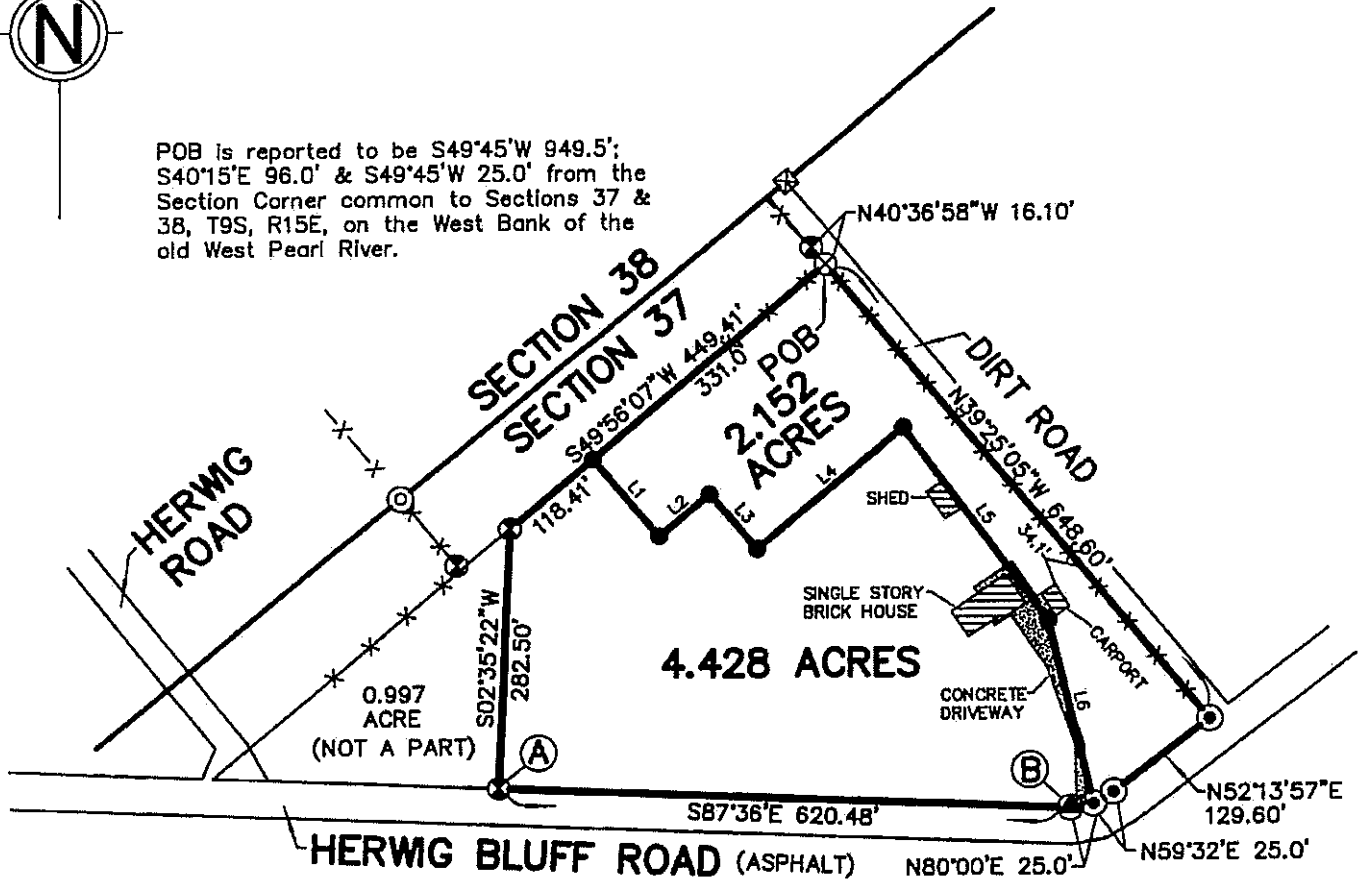 N
POB is reported to be S49°45'W 949.5';
S40°15'E 96.0' & S49°45'W 25.0' from the
Section Corner common to Sections 37 &
38, T9S, R15E, on the West Bank of the
old West Pearl River.
N40°36'58"W 16.10'
SECTION 38
SECTION 37
S49°56'07"W 449.41'
331.0'
POB
2.152
ACRES
DIRT ROAD
N39°25'05"W 648.60'
34.1'
HERWIG
ROAD
118.41'
L1
L2
L3
L4
L5
L6
SHED
SINGLE STORY
BRICK HOUSE
CARPORT
S02°35'22"W
282.50'
4.428 ACRES
CONCRETE
DRIVEWAY
0.997
ACRE
(NOT A PART)
A
B
S87°36'E 620.48'
N52°13'57"E
129.60'
HERWIG BLUFF ROAD (ASPHALT)
N80°00'E 25.0'
N59°32'E 25.0'